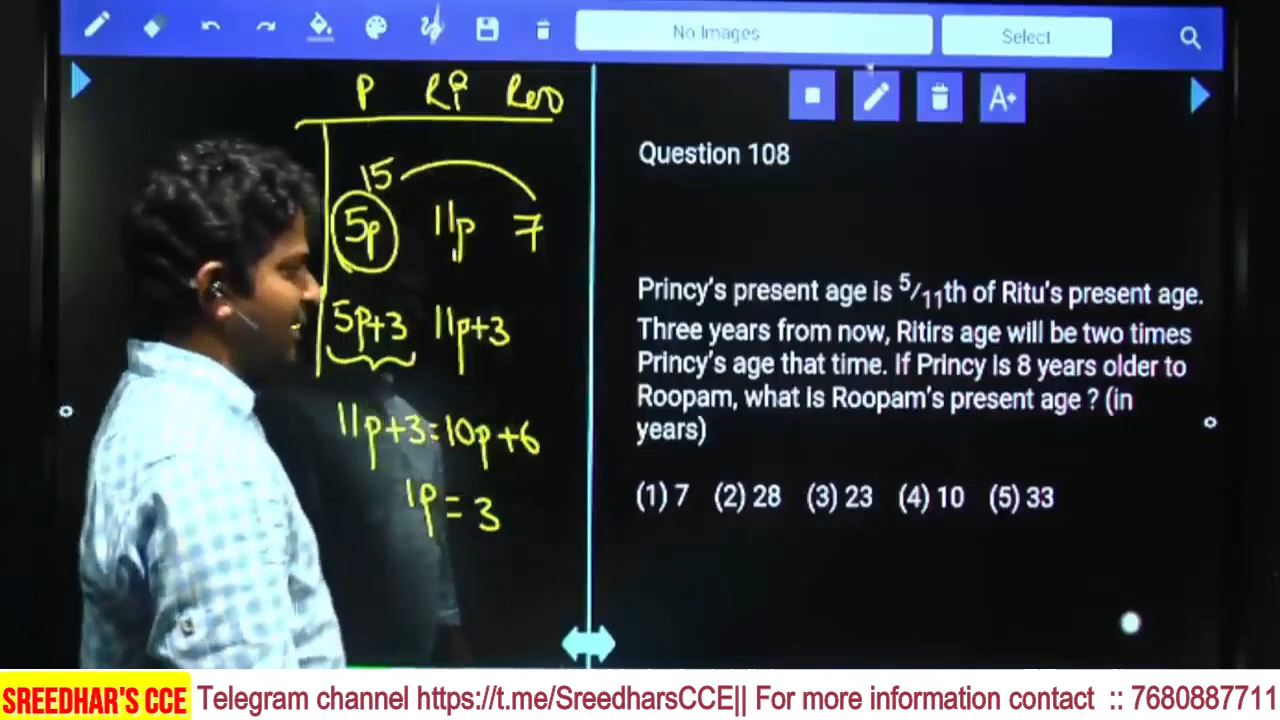 No Images
Select
A+
P Ri Roo
15
5p 11p 7
5p+3 11p+3
11p+3=10p+6
1p=3
Question 108
Princy's present age is 5/11th of Ritu's present age.
Three years from now, Ritirs age will be two times
Princy's age that time. If Princy is 8 years older to
Roopam, what is Roopam's present age ? (in
years)
(1) 7 (2) 28 (3) 23 (4) 10 (5) 33
SREEDHAR'S CCE Telegram channel https://t.me/SreedharsCCE|| For more information contact :: 7680887711